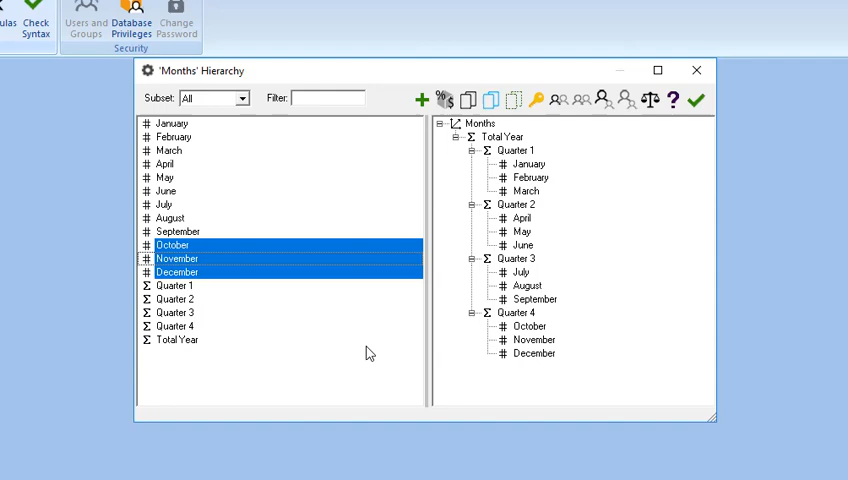 ulas Check Syntax
Users and Groups
Database Privileges
Change Password
Security
'Months' Hierarchy
Subset: All Filter:
January
February
March
April
May
June
July
August
September
October
November
December
Quarter 1
Quarter 2
Quarter 3
Quarter 4
Total Year
Months
Total Year
Quarter 1
January
February
March
Quarter 2
April
May
June
Quarter 3
July
August
September
Quarter 4
October
November
December